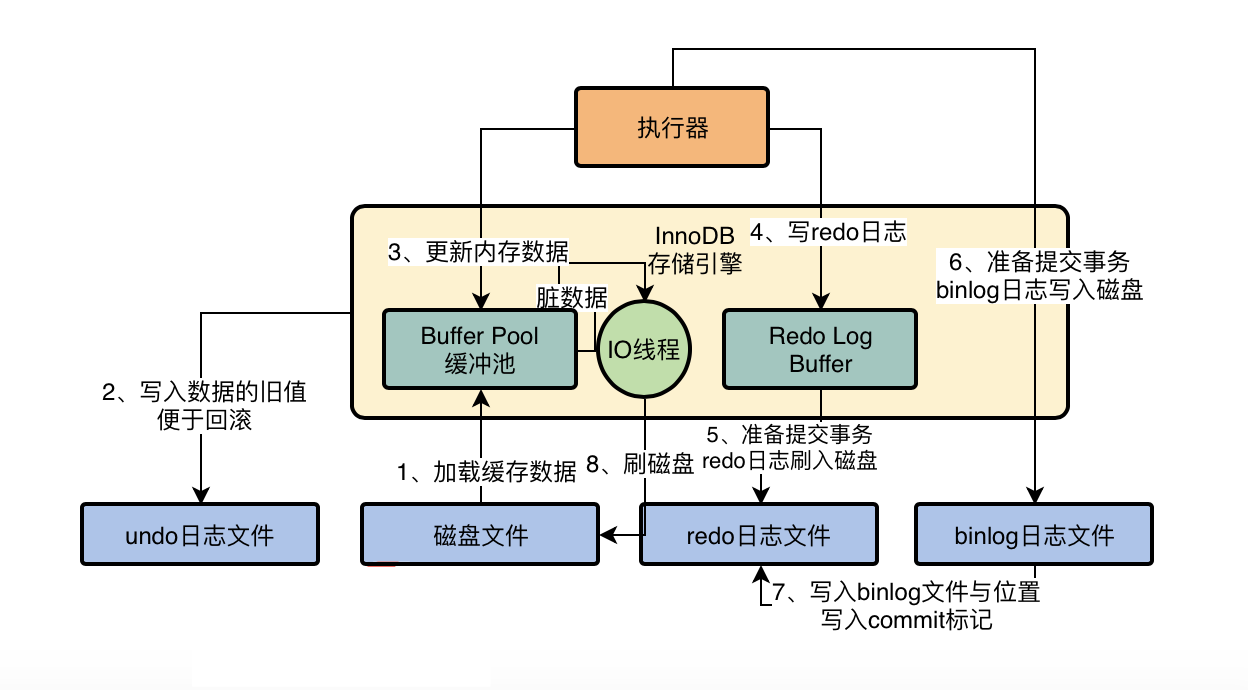 执行器
InnoDB
存储引擎
3、更新内存数据
4、写redo日志
6、准备提交事务
binlog日志写入磁盘
脏数据
Buffer Pool
缓冲池
IO线程
Redo Log
Buffer
2、写入数据的旧值
便于回滚
1、加载缓存数据
8、刷磁盘
5、准备提交事务
redo日志刷入磁盘
undo日志文件
磁盘文件
redo日志文件
binlog日志文件
7、写入binlog文件与位置
写入commit标记